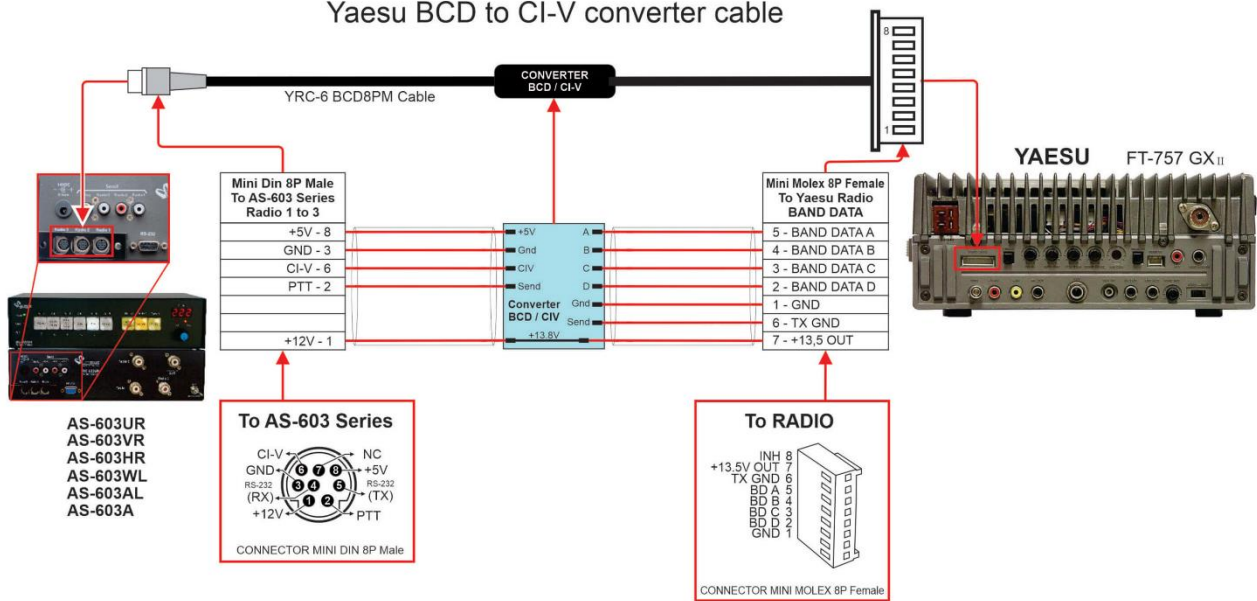 Yaesu BCD to CI-V converter cable
YRC-6 BCD8PM Cable
CONVERTER
BCD / CI-V
8
1
YAESU FT-757 GX II
Mini Din 8P Male
To AS-603 Series
Radio 1 to 3
+5V - 8
GND - 3
CI-V - 6
PTT - 2
+12V - 1
+5V
Gnd
CIV
Send
A
B
C
D
Gnd
Send
Converter
BCD / CIV
+13.8V
Mini Molex 8P Female
To Yaesu Radio
BAND DATA
5 - BAND DATA A
4 - BAND DATA B
3 - BAND DATA C
2 - BAND DATA D
1 - GND
6 - TX GND
7 - +13,5 OUT
RS-232
AS-603UR
AS-603VR
AS-603HR
AS-603WL
AS-603AL
AS-603A
To AS-603 Series
CI-V
NC
GND
6 7 8
+5V
RS-232
(RX)
3 4 5
RS-232
(TX)
+12V
1 2
PTT
CONNECTOR MINI DIN 8P Male
To RADIO
INH 8
+13,5V OUT 7
TX GND 6
BD A 5
BD B 4
BD C 3
BD D 2
GND 1
CONNECTOR MINI MOLEX 8P Female